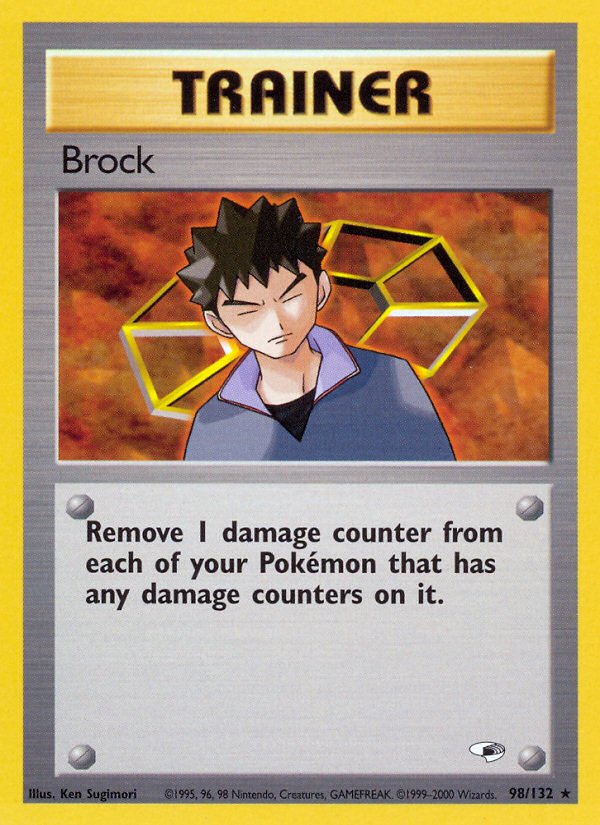 TRAINER
Brock
Remove 1 damage counter from
each of your Pokémon that has
any damage counters on it.
Illus. Ken Sugimori ©1995, 96, 98 Nintendo, Creatures, GAMEFREAK. ©1999–2000 Wizards. 98/132 ★